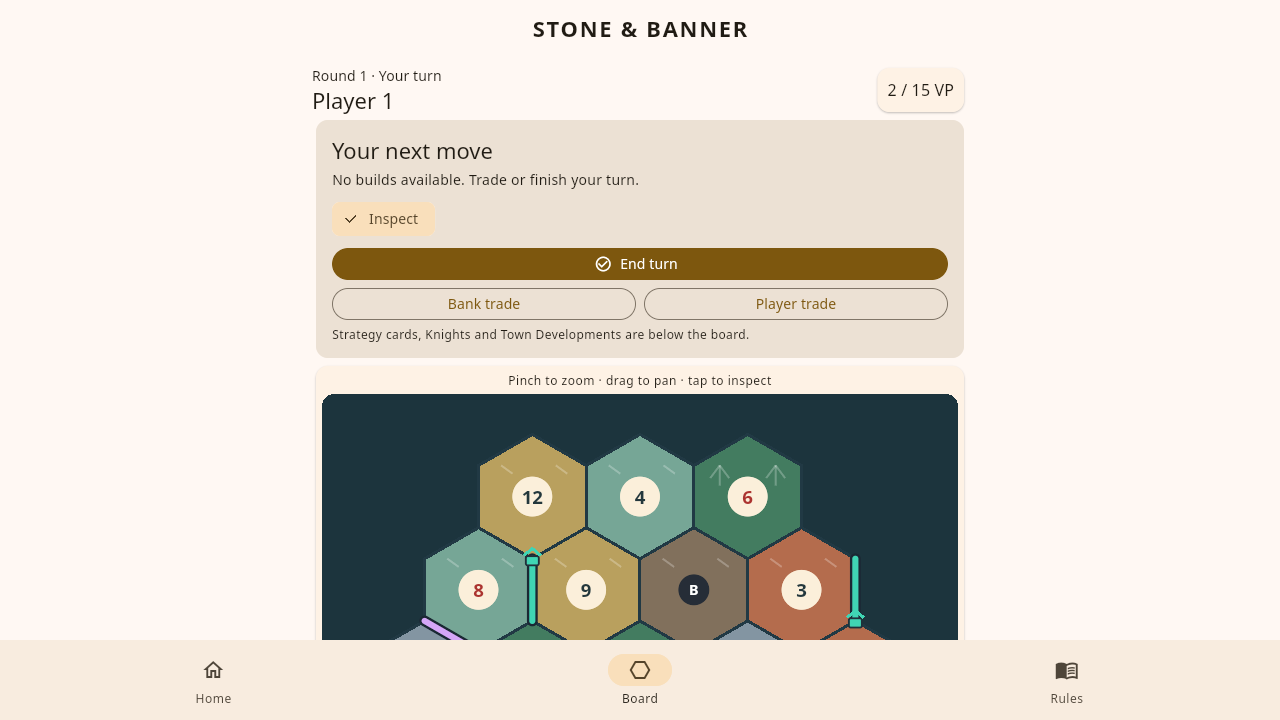 STONE & BANNER
Round 1 · Your turn
Player 1
2 / 15 VP
Your next move
No builds available. Trade or finish your turn.
Inspect
End turn
Bank trade
Player trade
Strategy cards, Knights and Town Developments are below the board.
Pinch to zoom · drag to pan · tap to inspect
12
4
6
8
9
B
3
Home
Board
Rules